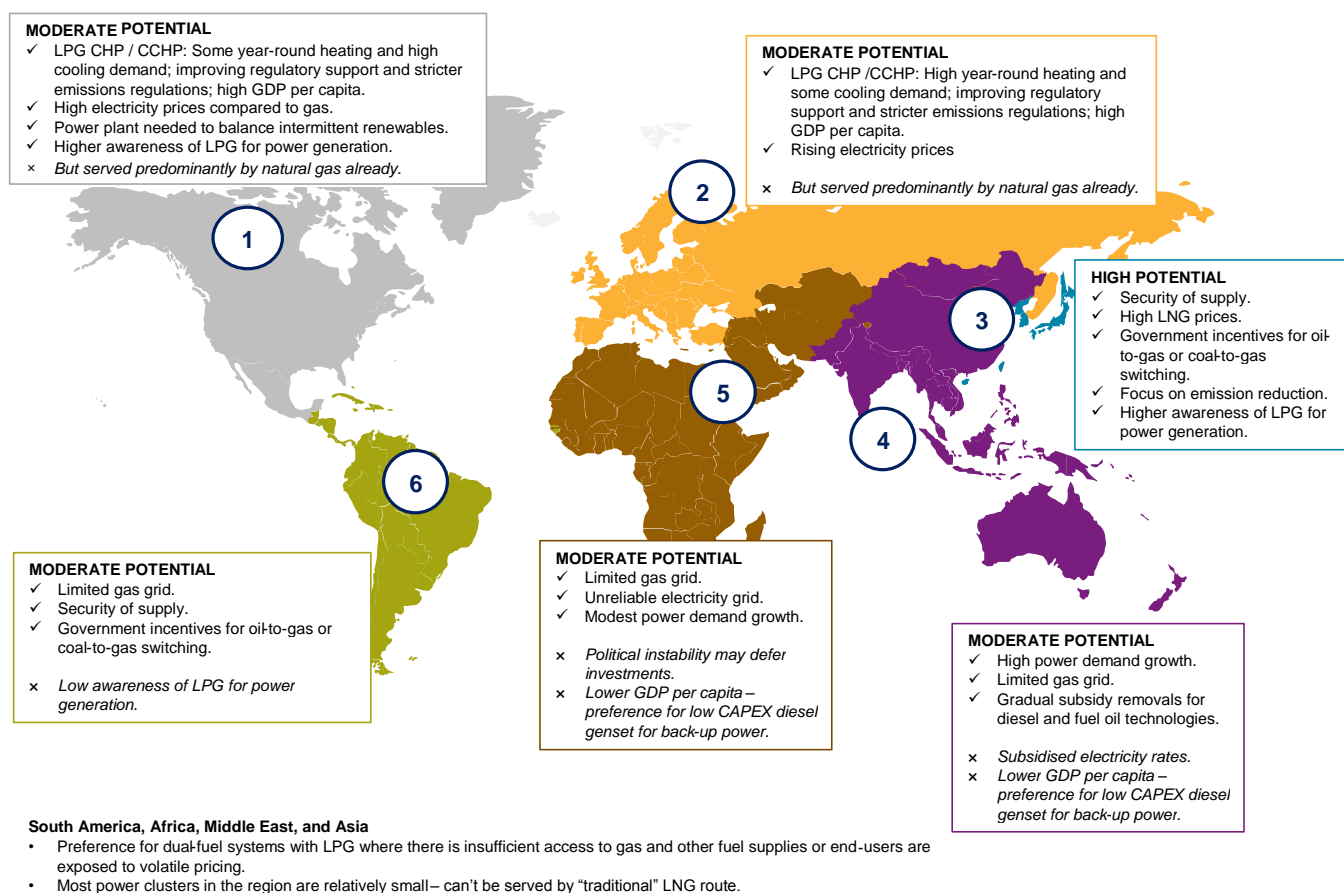 MODERATE POTENTIAL
✓ LPG CHP / CCHP: Some year-round heating and high
cooling demand; improving regulatory support and stricter
emissions regulations; high GDP per capita.
✓ High electricity prices compared to gas.
✓ Power plant needed to balance intermittent renewables.
✓ Higher awareness of LPG for power generation.
× But served predominantly by natural gas already.
MODERATE POTENTIAL
✓ LPG CHP /CCHP: High year-round heating and
some cooling demand; improving regulatory
support and stricter emissions regulations; high
GDP per capita.
✓ Rising electricity prices
× But served predominantly by natural gas already.
1
2
3
4
5
6
HIGH POTENTIAL
✓ Security of supply.
✓ High LNG prices.
✓ Government incentives for oil-
to-gas or coal-to-gas
switching.
✓ Focus on emission reduction.
✓ Higher awareness of LPG for
power generation.
MODERATE POTENTIAL
✓ Limited gas grid.
✓ Security of supply.
✓ Government incentives for oil-to-gas or
coal-to-gas switching.
× Low awareness of LPG for power
generation.
MODERATE POTENTIAL
✓ Limited gas grid.
✓ Unreliable electricity grid.
✓ Modest power demand growth.
× Political instability may defer
investments.
× Lower GDP per capita –
preference for low CAPEX diesel
genset for back-up power.
MODERATE POTENTIAL
✓ High power demand growth.
✓ Limited gas grid.
✓ Gradual subsidy removals for
diesel and fuel oil technologies.
× Subsidised electricity rates.
× Lower GDP per capita –
preference for low CAPEX diesel
genset for back-up power.
South America, Africa, Middle East, and Asia
• Preference for dual-fuel systems with LPG where there is insufficient access to gas and other fuel supplies or end-users are
exposed to volatile pricing.
• Most power clusters in the region are relatively small – can't be served by “traditional” LNG route.